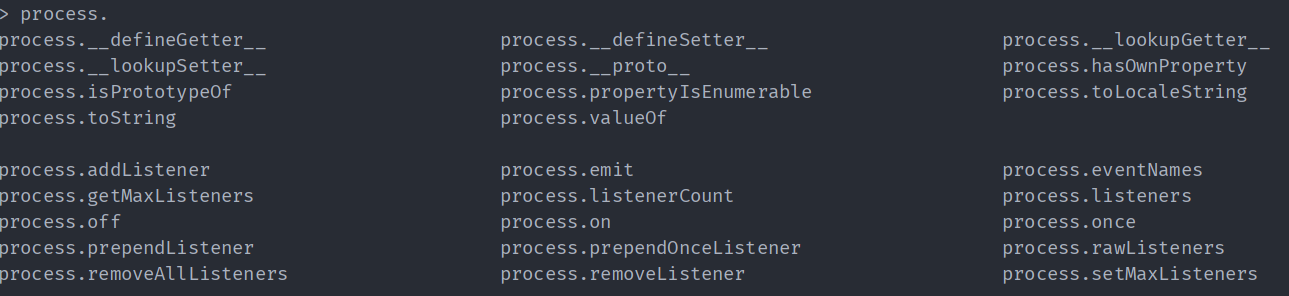 > process.
process.__defineGetter__ process.__defineSetter__ process.__lookupGetter__
process.__lookupSetter__ process.__proto__ process.hasOwnProperty
process.isPrototypeOf process.propertyIsEnumerable process.toLocaleString
process.toString process.valueOf
process.addListener process.emit process.eventNames
process.getMaxListeners process.listenerCount process.listeners
process.off process.on process.once
process.prependListener process.prependOnceListener process.rawListeners
process.removeAllListeners process.removeListener process.setMaxListeners